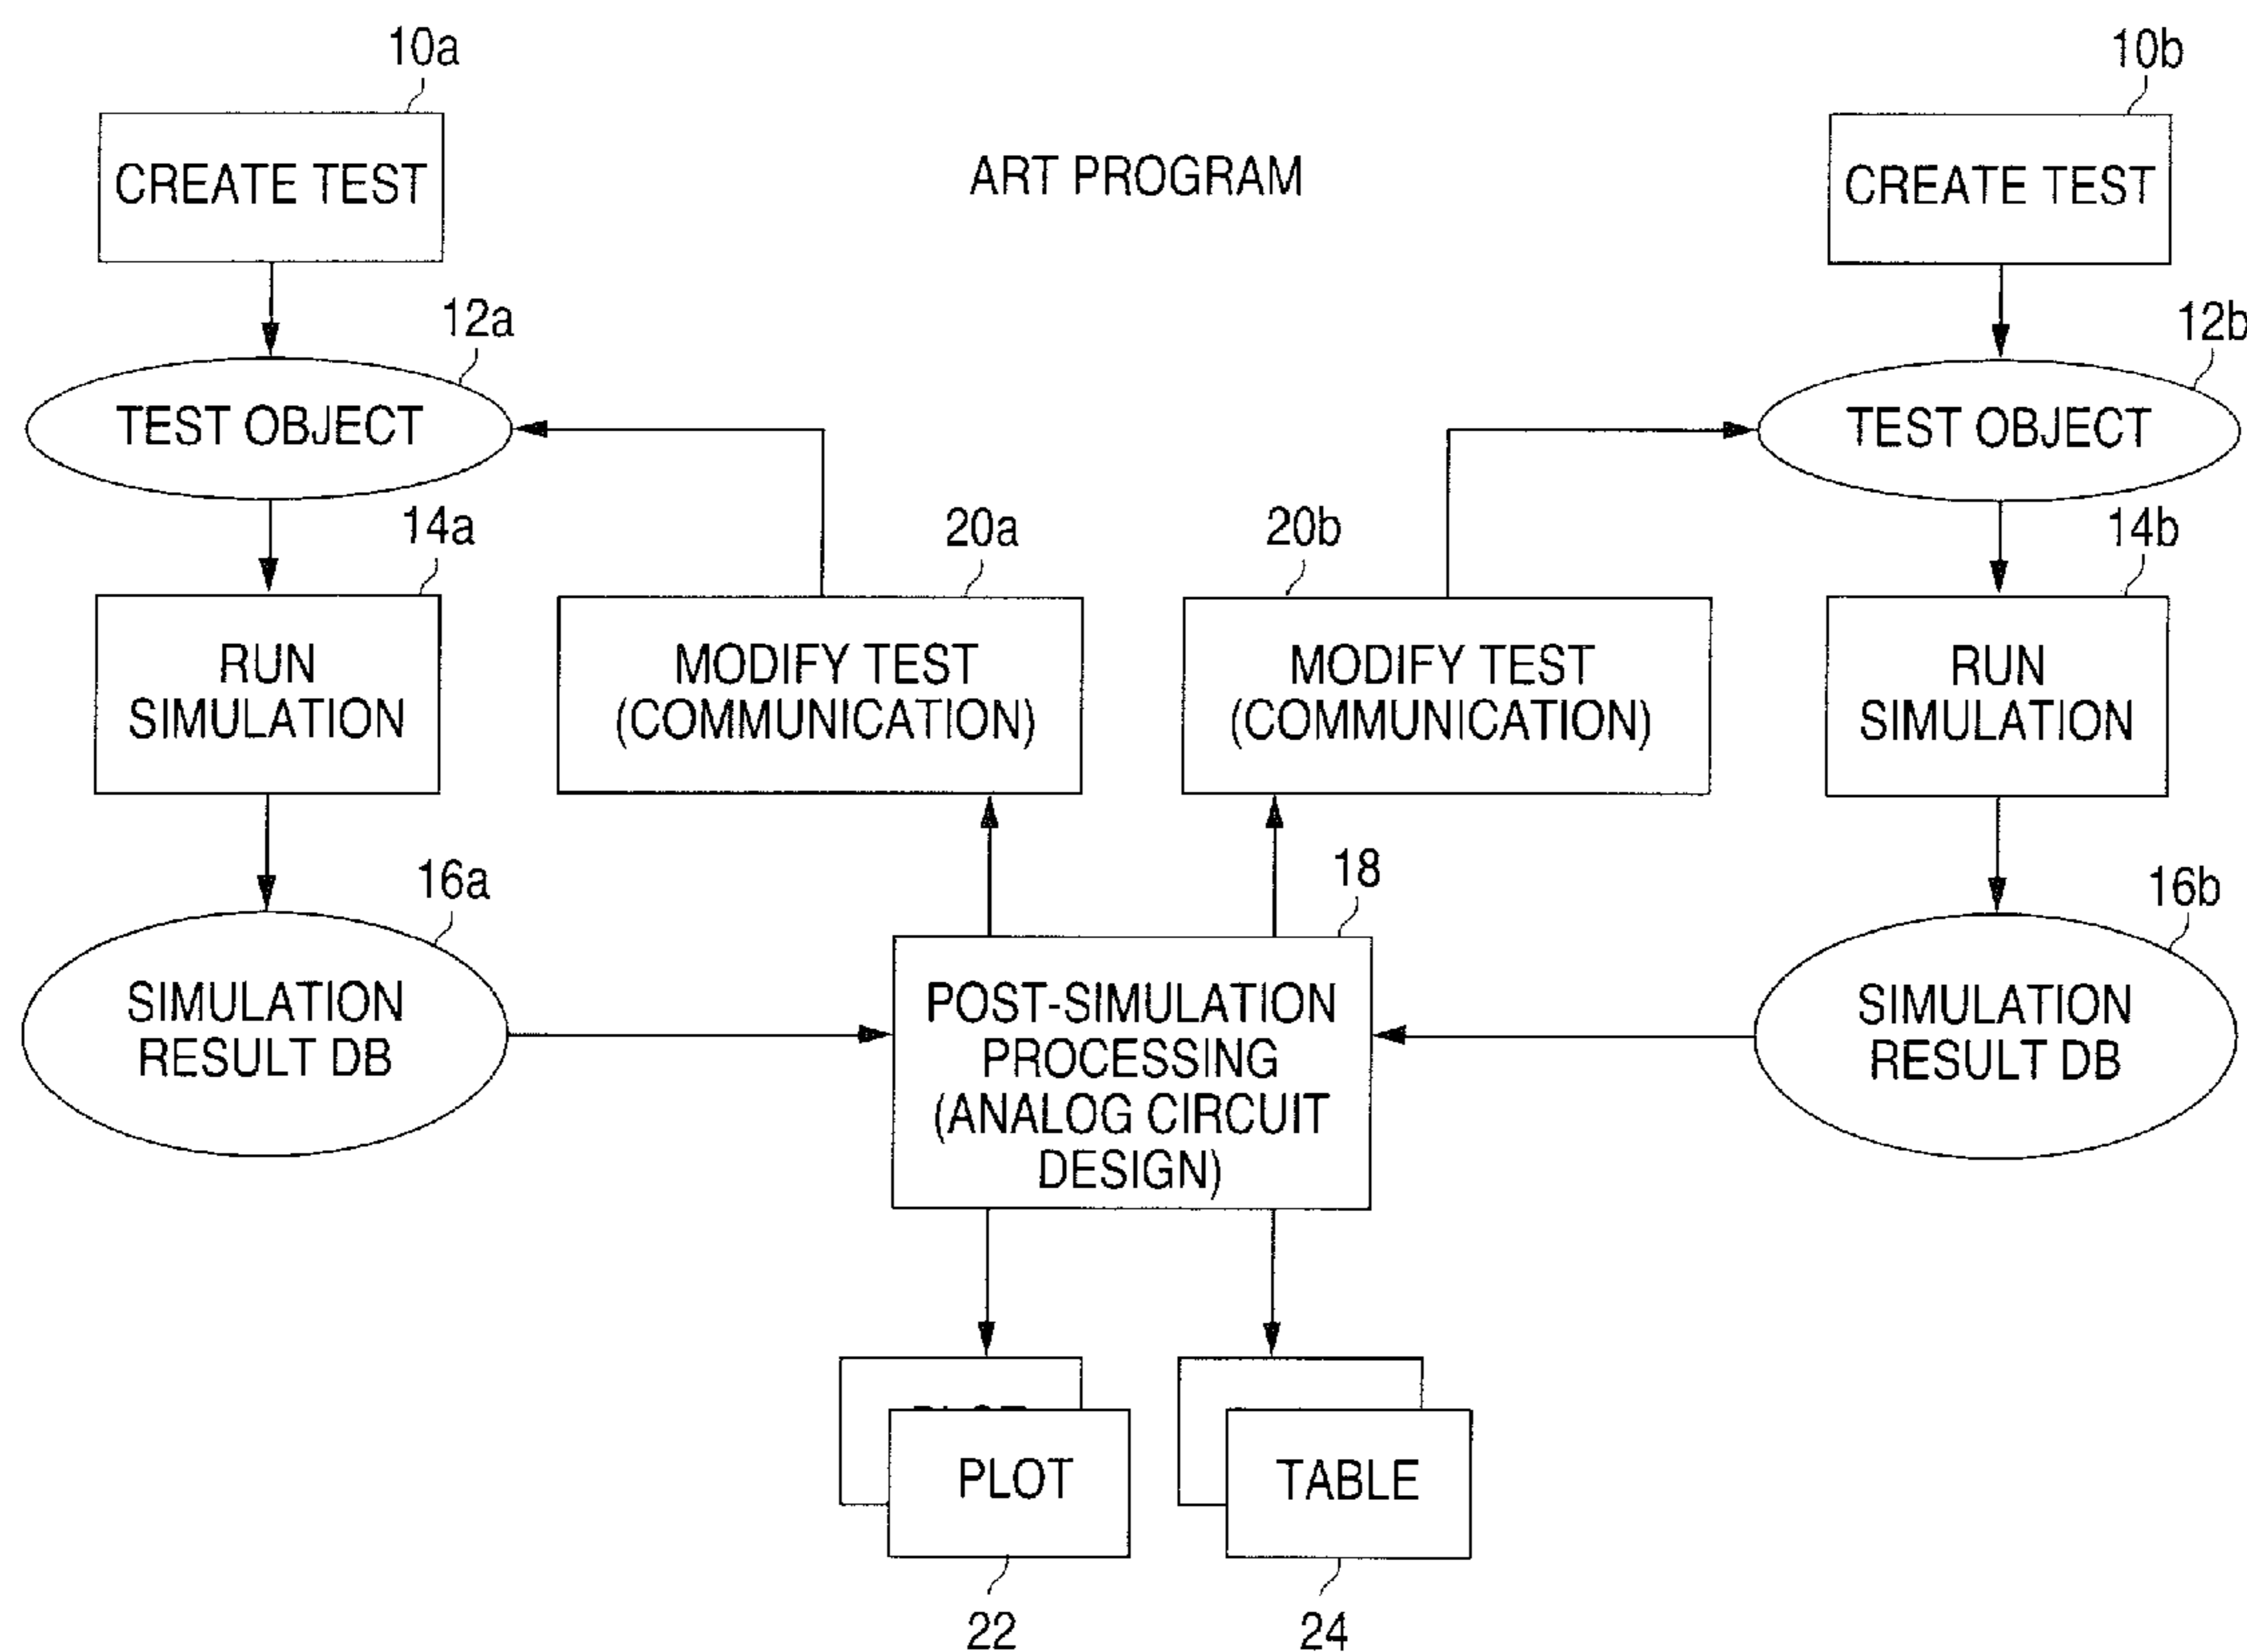 10a
10b
CREATE TEST
ART PROGRAM
CREATE TEST
12a
12b
TEST OBJECT
TEST OBJECT
14a
20a
20b
14b
RUN
SIMULATION
MODIFY TEST
(COMMUNICATION)
MODIFY TEST
(COMMUNICATION)
RUN
SIMULATION
16a
18
16b
SIMULATION
RESULT DB
POST-SIMULATION
PROCESSING
(ANALOG CIRCUIT
DESIGN)
SIMULATION
RESULT DB
PLOT
TABLE
22
24